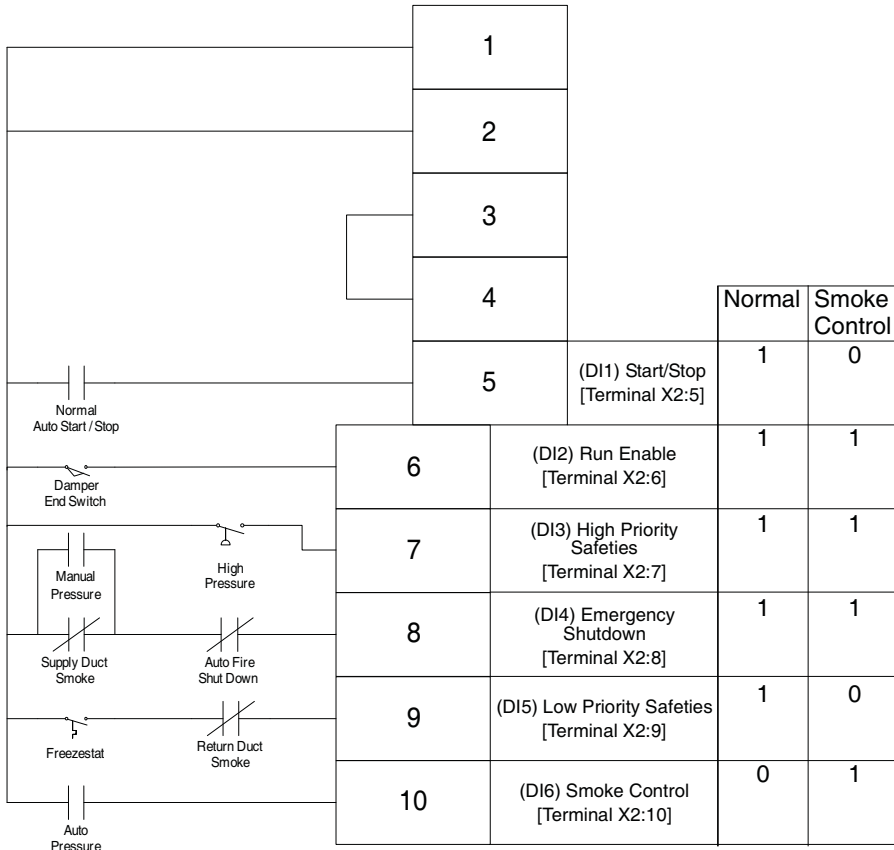 1
2
3
4
Normal
Smoke
Control
5
(DI1) Start/Stop
[Terminal X2:5]
1
0
Normal
Auto Start / Stop
6
(DI2) Run Enable
[Terminal X2:6]
1
1
Damper
End Switch
7
(DI3) High Priority
Safeties
[Terminal X2:7]
1
1
High
Pressure
Manual
Pressure
8
(DI4) Emergency
Shutdown
[Terminal X2:8]
1
1
Supply Duct
Smoke
Auto Fire
Shut Down
9
(DI5) Low Priority Safeties
[Terminal X2:9]
1
0
Freezestat
Return Duct
Smoke
10
(DI6) Smoke Control
[Terminal X2:10]
0
1
Auto
Pressure